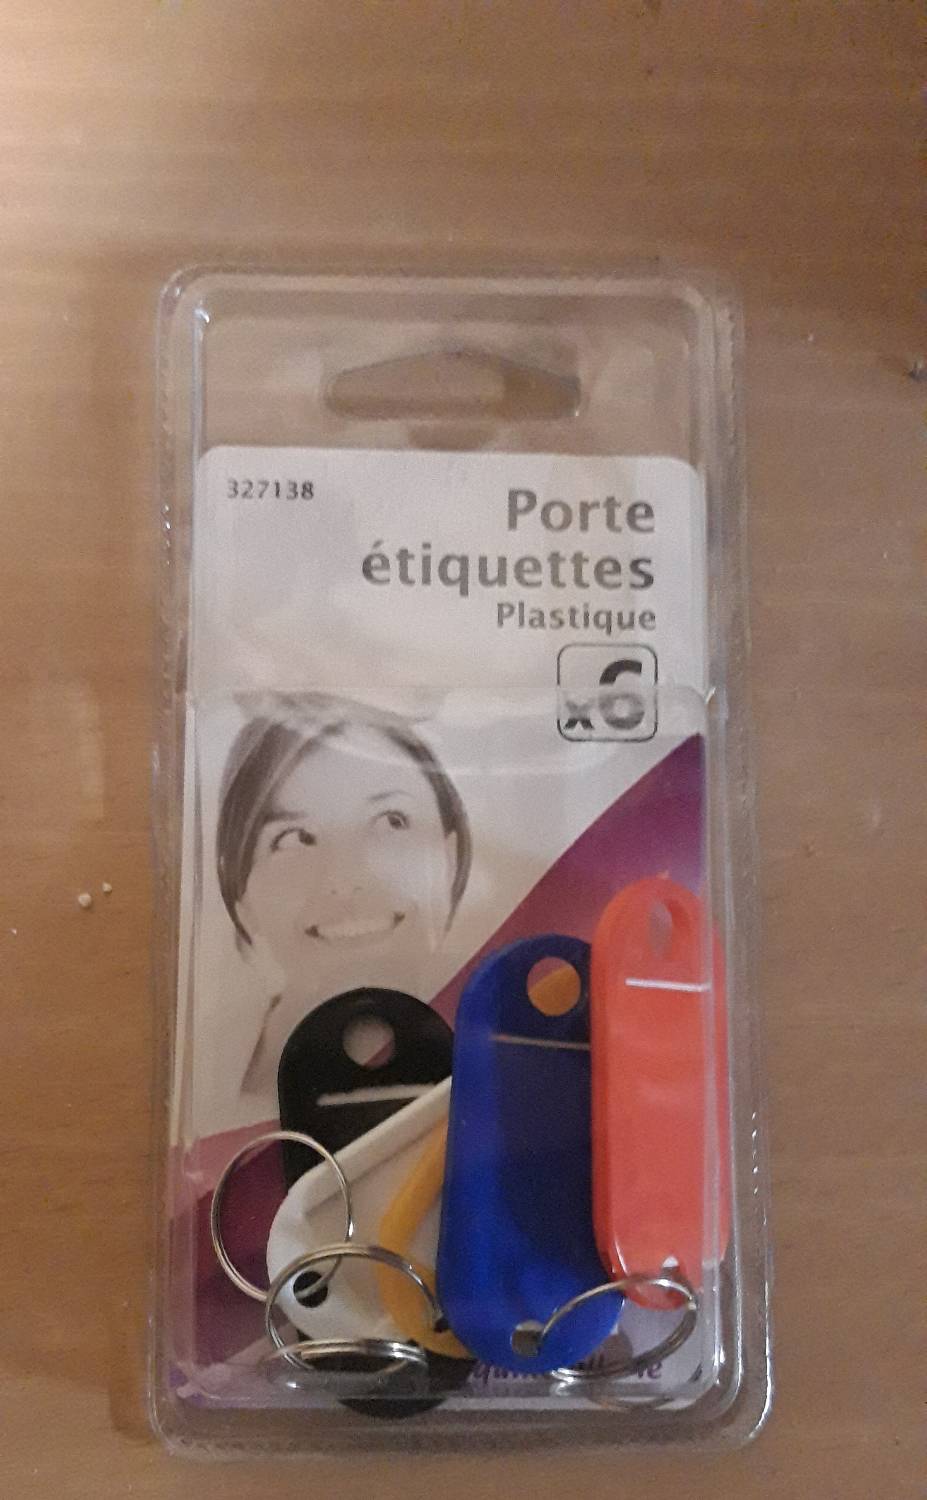 327138
Porte
étiquettes
Plastique
x6